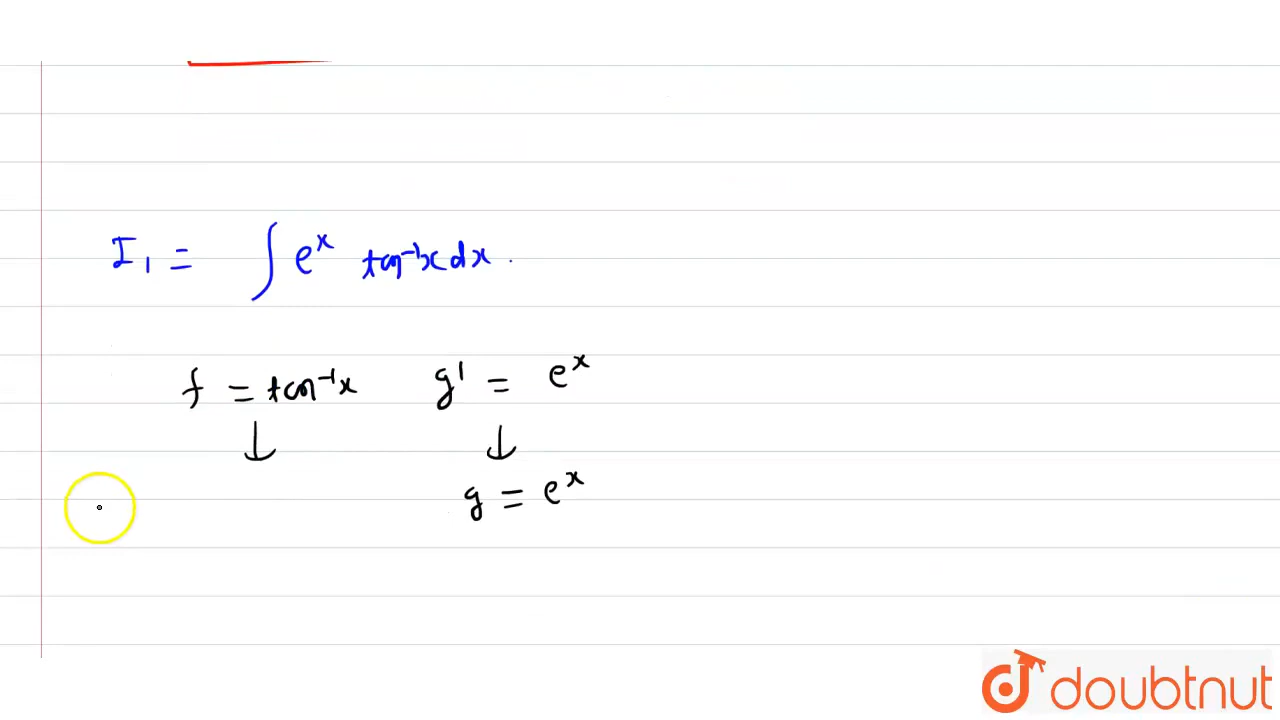 I₁ = ∫ eˣ tan⁻¹x dx.
f = tan⁻¹x g' = eˣ
↓ ↓
g = eˣ
doubtnut